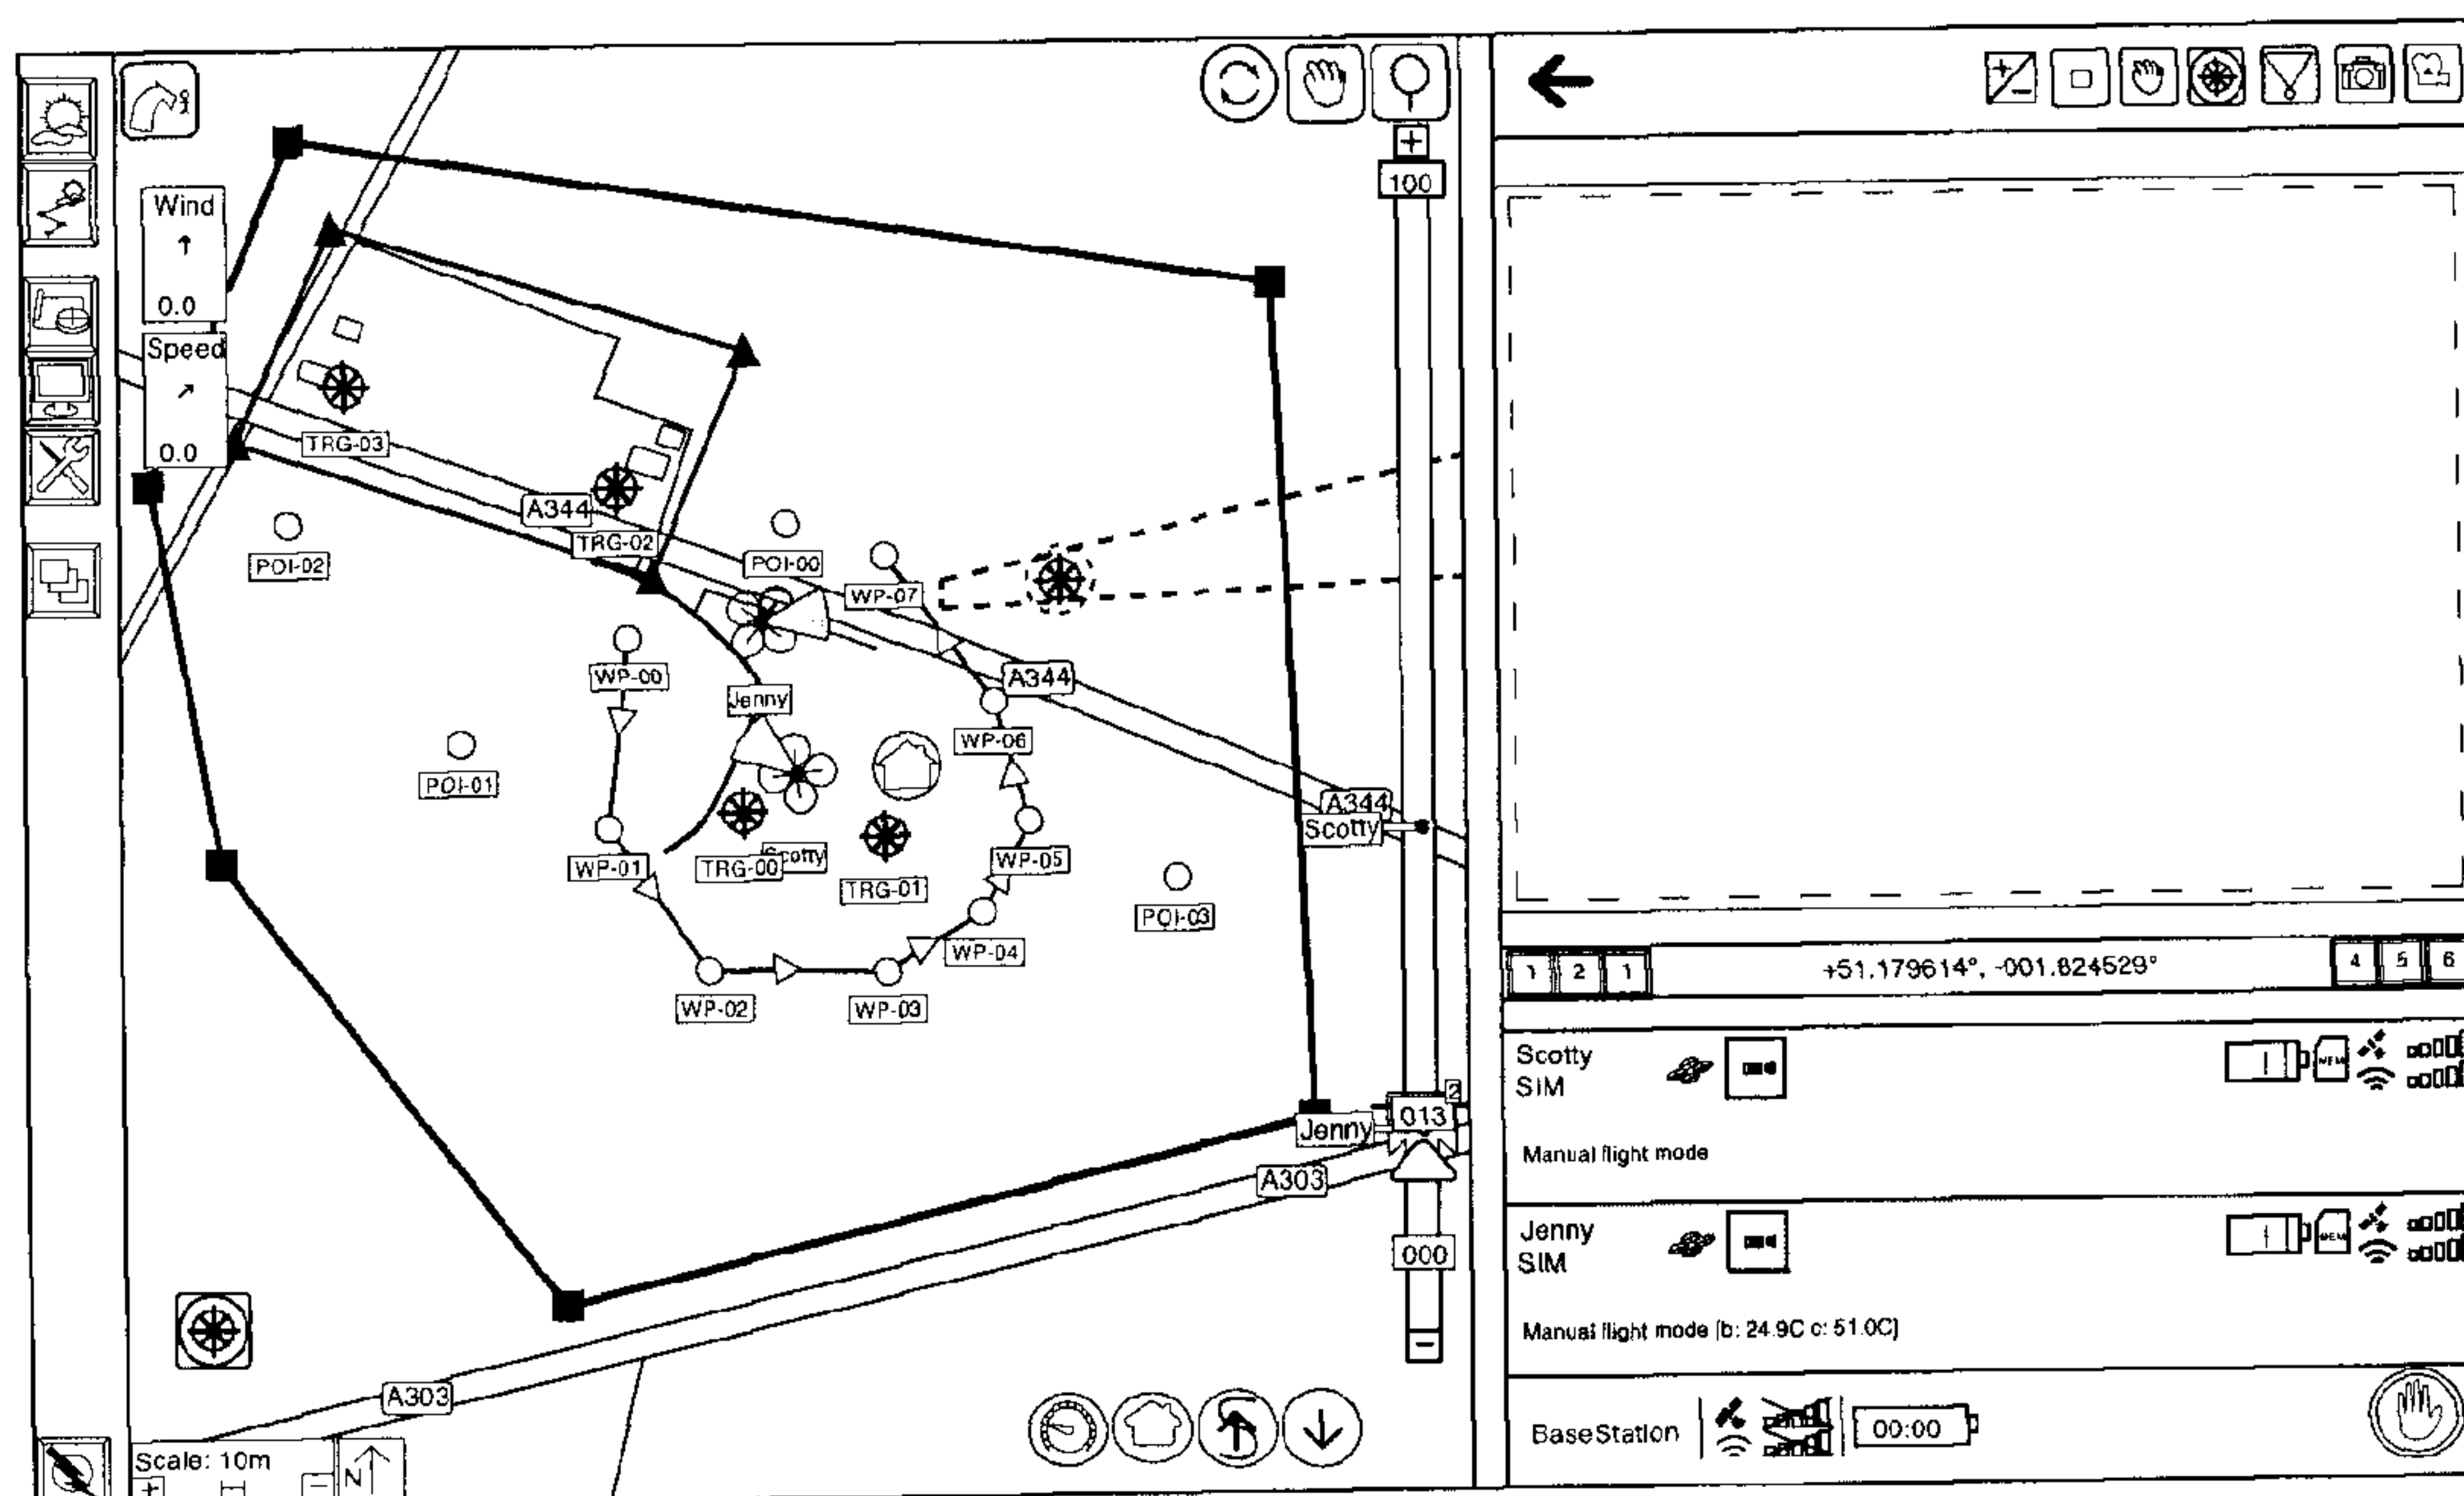 Wind
0.0
Speed
0.0
100
TRG-03
A344
TRG-02
POI-00
POI-02
WP-07
WP-00
A344
Jenny
WP-06
POI-01
A344
Scotty
WP-01
TRG-00
Scotty
WP-05
TRG-01
POI-03
WP-04
WP-02
WP-03
2
013
Jenny
A303
000
A303
Scale: 10m
N
1 2 1
+51.179614°, -001.824529°
4 5 6
Scotty
SIM
MEM
Manual flight mode
Jenny
SIM
MEM
Manual flight mode [b: 24.9C c: 51.0C]
BaseStation
00:00